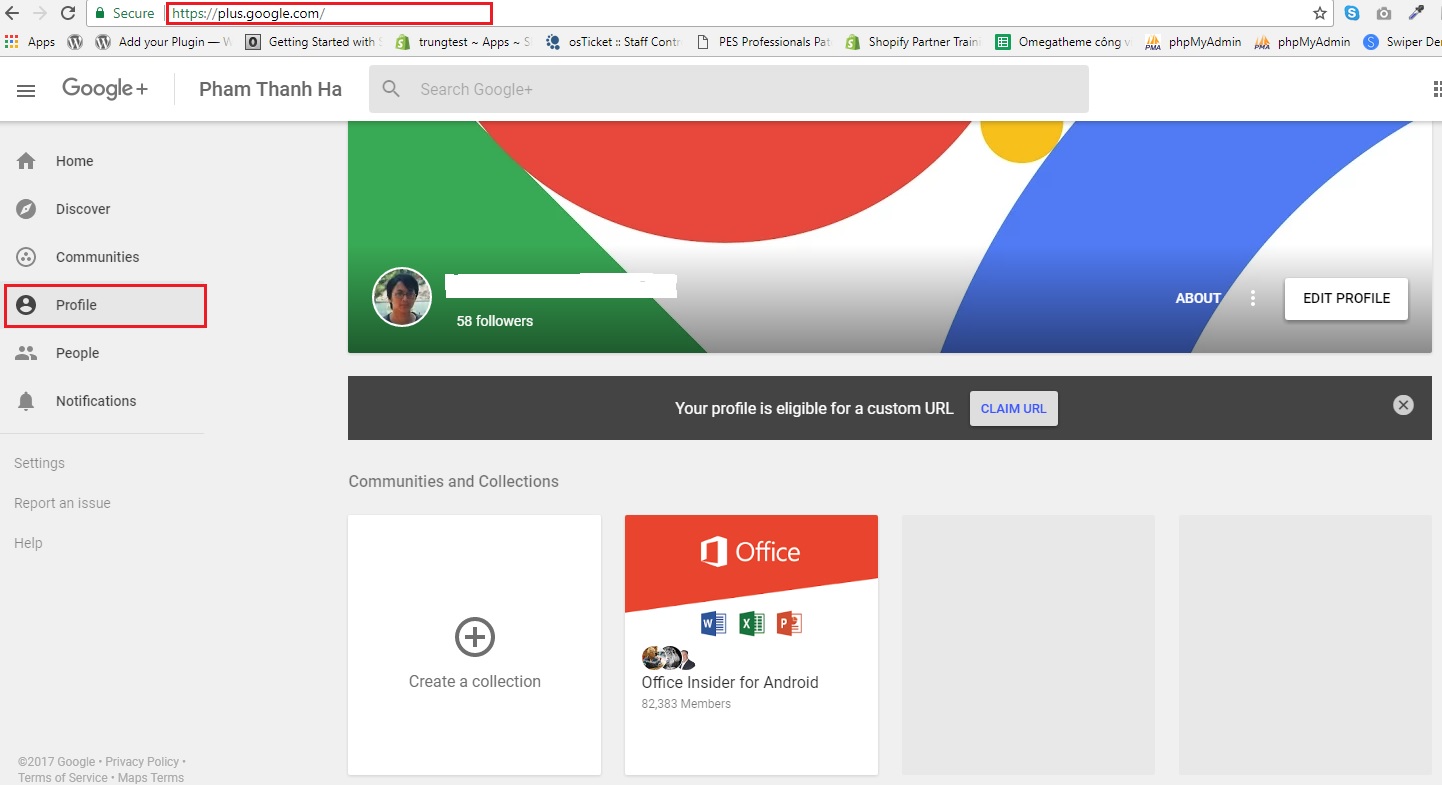 Secure https://plus.google.com/
Apps Add your Plugin — W Getting Started with S trungtest ~ Apps ~ S osTicket :: Staff Contr PES Professionals Pat Shopify Partner Train Omegatheme công v phpMyAdmin phpMyAdmin Swiper De
Google+ Pham Thanh Ha Search Google+
Home
Discover
Communities
Profile
People
Notifications
Settings
Report an issue
Help
©2017 Google • Privacy Policy •
Terms of Service • Maps Terms
58 followers
ABOUT
EDIT PROFILE
Your profile is eligible for a custom URL CLAIM URL
Communities and Collections
Create a collection
Office
Office Insider for Android
82,383 Members